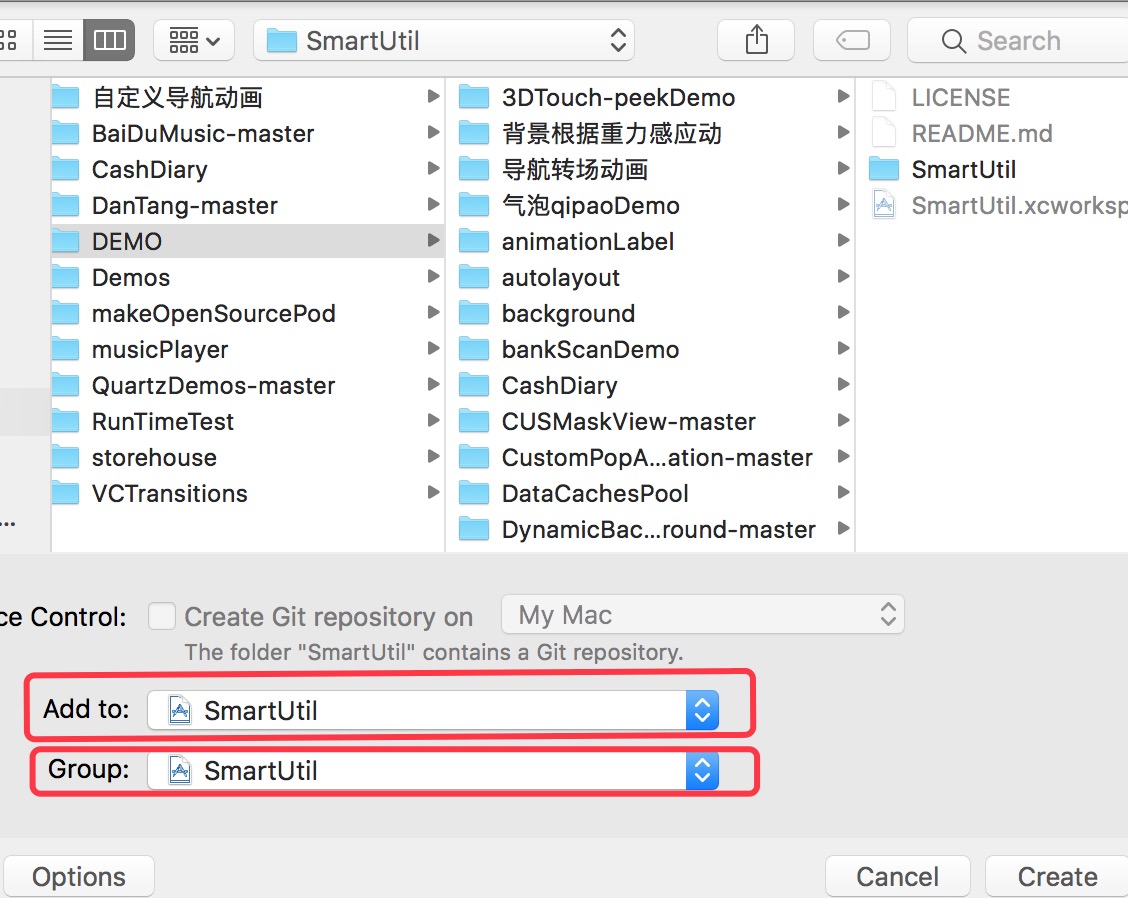 SmartUtil
Search
自定义导航动画
BaiDuMusic-master
CashDiary
DanTang-master
DEMO
Demos
makeOpenSourcePod
musicPlayer
QuartzDemos-master
RunTimeTest
storehouse
VCTransitions
...
3DTouch-peekDemo
背景根据重力感应动
导航转场动画
气泡qipaoDemo
animationLabel
autolayout
background
bankScanDemo
CashDiary
CUSMaskView-master
CustomPopA...ation-master
DataCachesPool
DynamicBac...round-master
LICENSE
README.md
SmartUtil
SmartUtil.xcworksp
ce Control:
Create Git repository on
My Mac
The folder "SmartUtil" contains a Git repository.
Add to: SmartUtil
Group: SmartUtil
Options
Cancel
Create